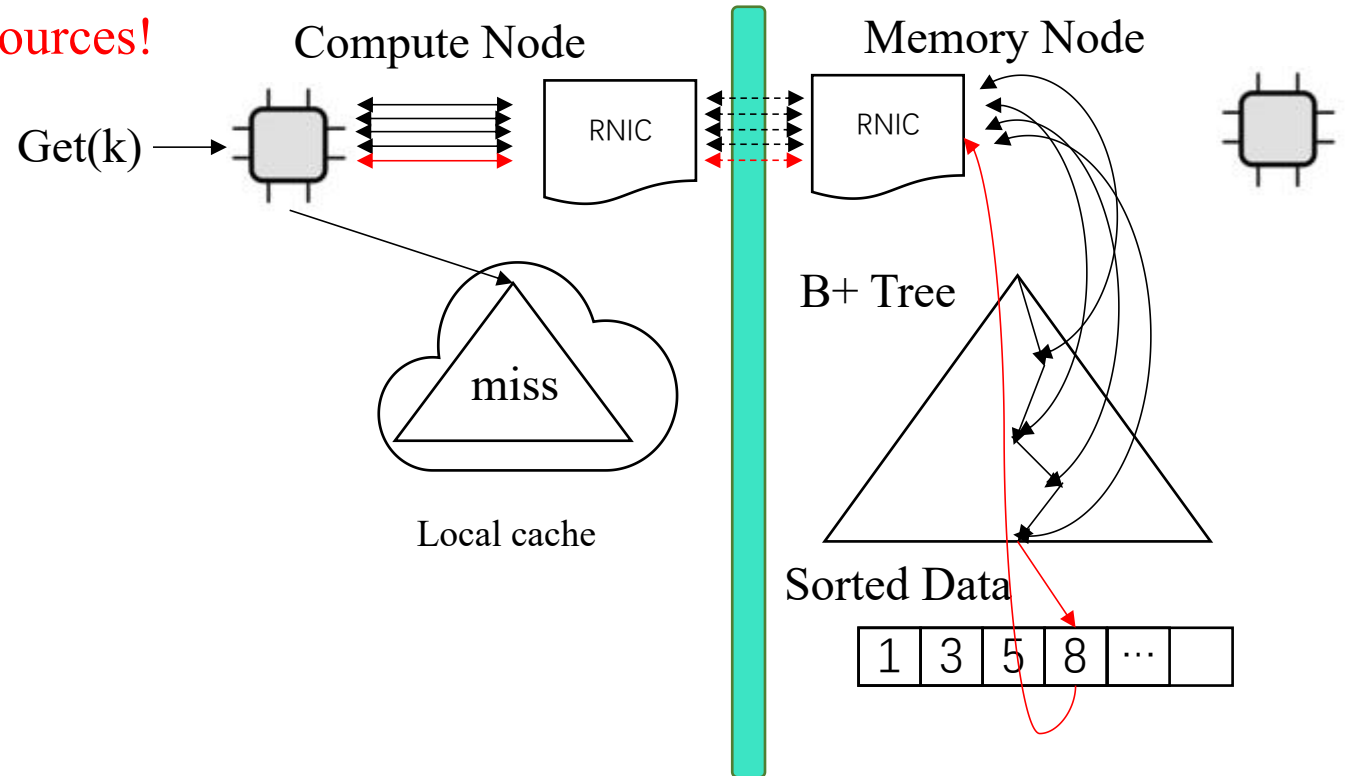 ources!
Compute Node
Memory Node
Get(k)
RNIC
RNIC
B+ Tree
miss
Local cache
Sorted Data
1 3 5 8 ...